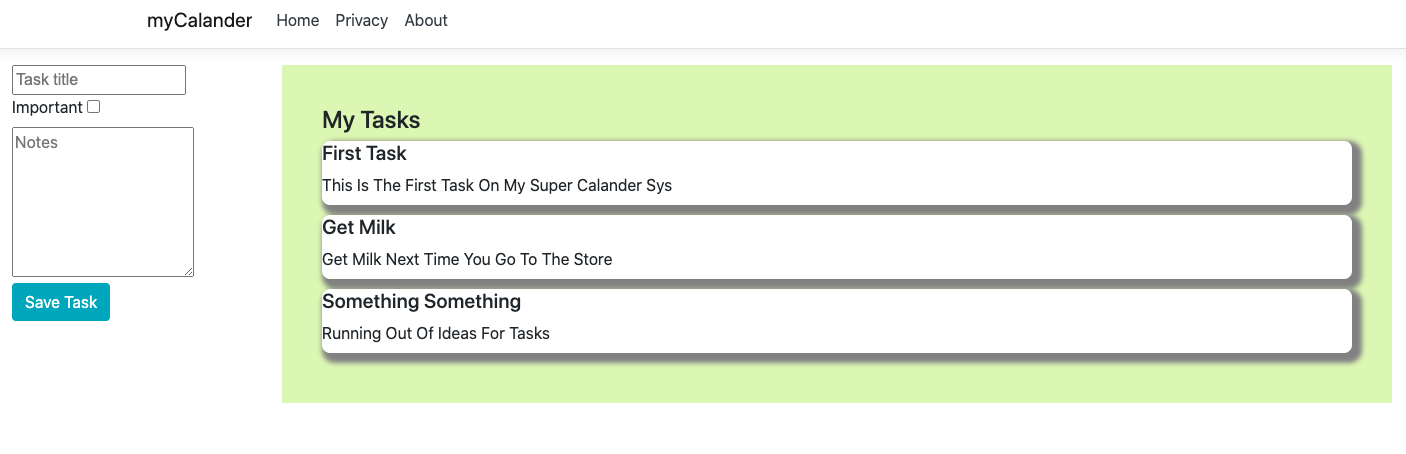 myCalander Home Privacy About
Task title
Important
Notes
Save Task
My Tasks
First Task
This Is The First Task On My Super Calander Sys
Get Milk
Get Milk Next Time You Go To The Store
Something Something
Running Out Of Ideas For Tasks